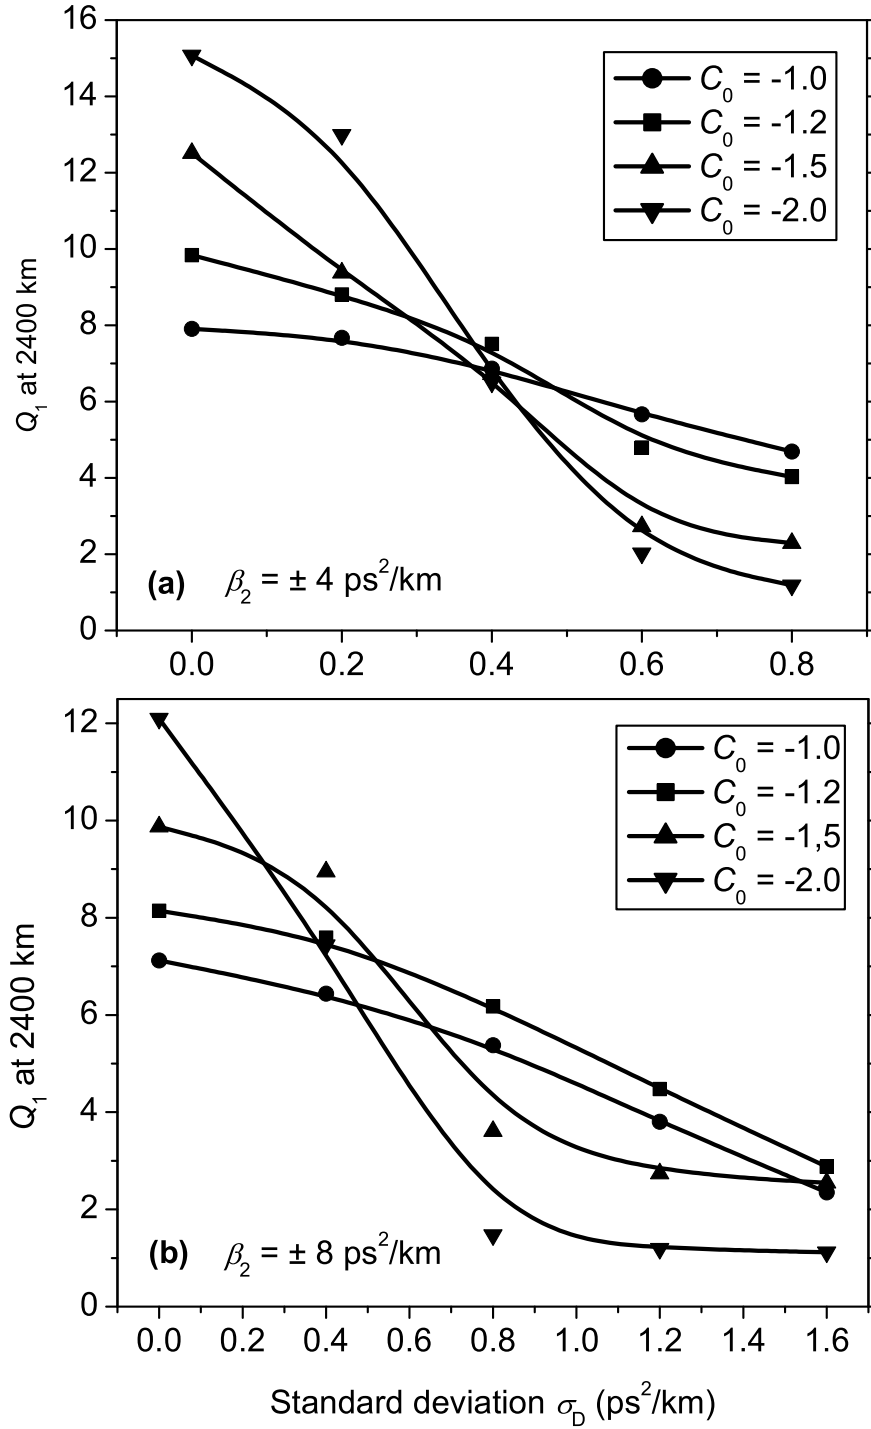 16
14
12
10
8
6
4
2
0
Q₁ at 2400 km
C₀ = -1.0
C₀ = -1.2
C₀ = -1.5
C₀ = -2.0
(a) β₂ = ± 4 ps²/km
0.0 0.2 0.4 0.6 0.8
12
10
8
6
4
2
0
Q₁ at 2400 km
C₀ = -1.0
C₀ = -1.2
C₀ = -1,5
C₀ = -2.0
(b) β₂ = ± 8 ps²/km
0.0 0.2 0.4 0.6 0.8 1.0 1.2 1.4 1.6
Standard deviation σ_D (ps²/km)